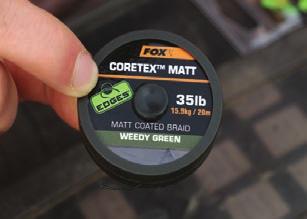 FOX
CORETEX™ MATT
EDGES
35lb
15.9kg / 20m
MATT COATED BRAID
WEEDY GREEN